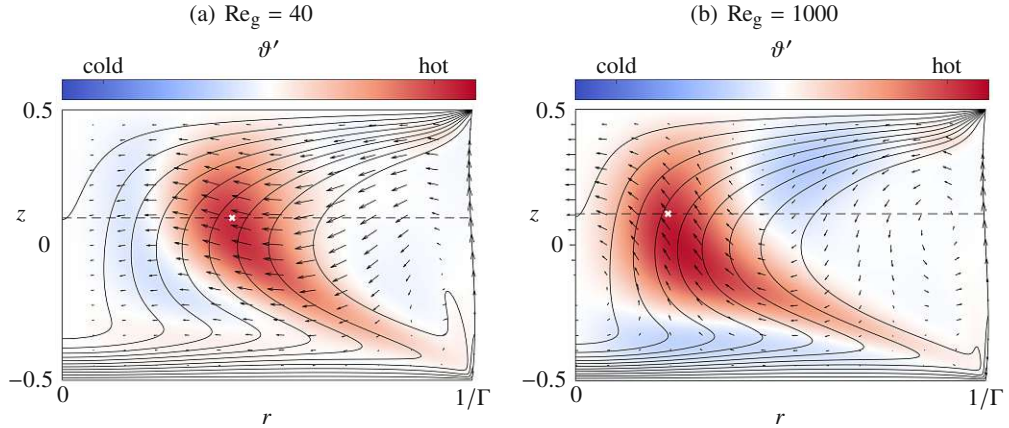 (a) Re_g = 40
(b) Re_g = 1000
ϑ′
ϑ′
cold
hot
cold
hot
0.5
z
0
−0.5
0
r
1/Γ
0.5
z
0
−0.5
0
r
1/Γ